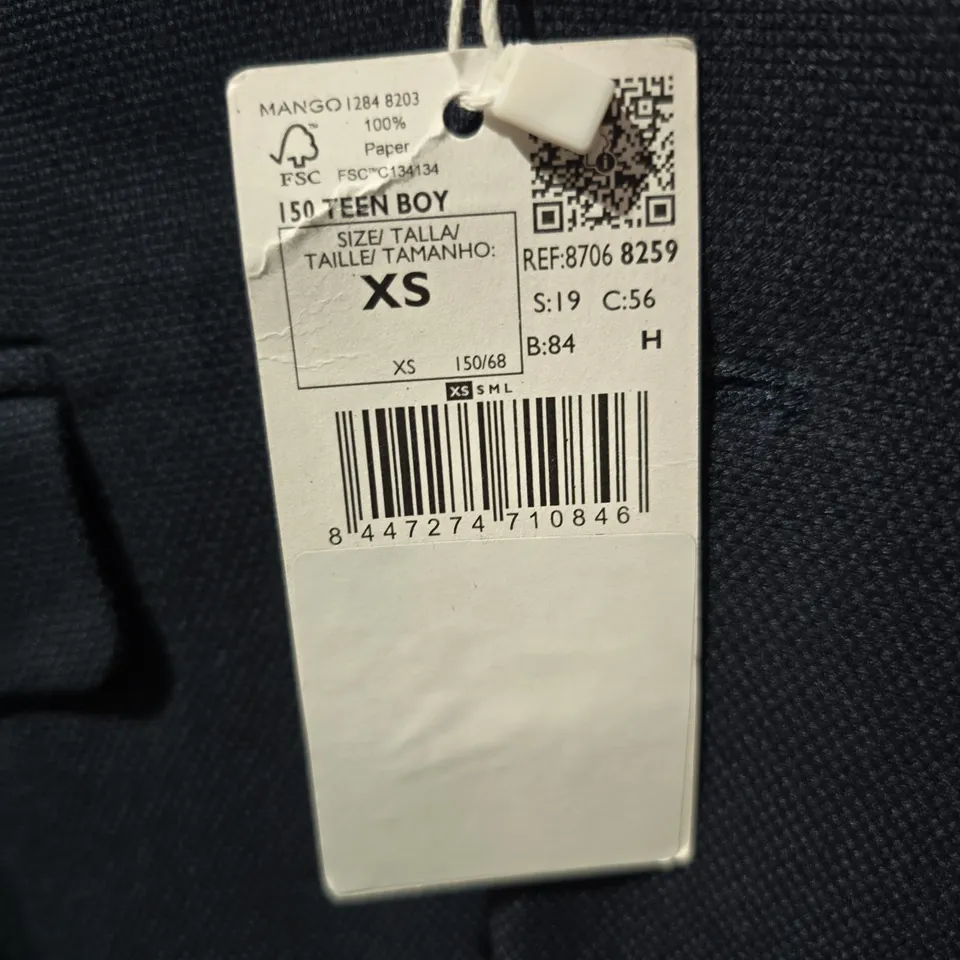 MANGO 1284 8203
100%
Paper
FSC FSC™C134134
150 TEEN BOY
SIZE/ TALLA/
TAILLE/ TAMANHO:
XS
XS 150/68
REF:8706 8259
S:19 C:56
B:84 H
XS S M L
8 447274 710846